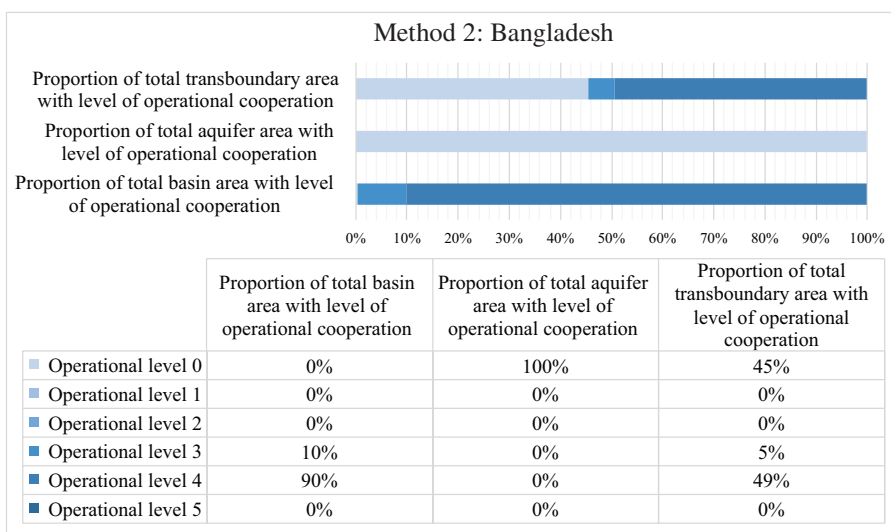 Method 2: Bangladesh
Proportion of total transboundary area
with level of operational cooperation
Proportion of total aquifer area with
level of operational cooperation
Proportion of total basin area with level
of operational cooperation
0% 10% 20% 30% 40% 50% 60% 70% 80% 90% 100%
Proportion of total basin
area with level of
operational cooperation
Proportion of total aquifer
area with level of
operational cooperation
Proportion of total
transboundary area with
level of operational
cooperation
Operational level 0 0% 100% 45%
Operational level 1 0% 0% 0%
Operational level 2 0% 0% 0%
Operational level 3 10% 0% 5%
Operational level 4 90% 0% 49%
Operational level 5 0% 0% 0%